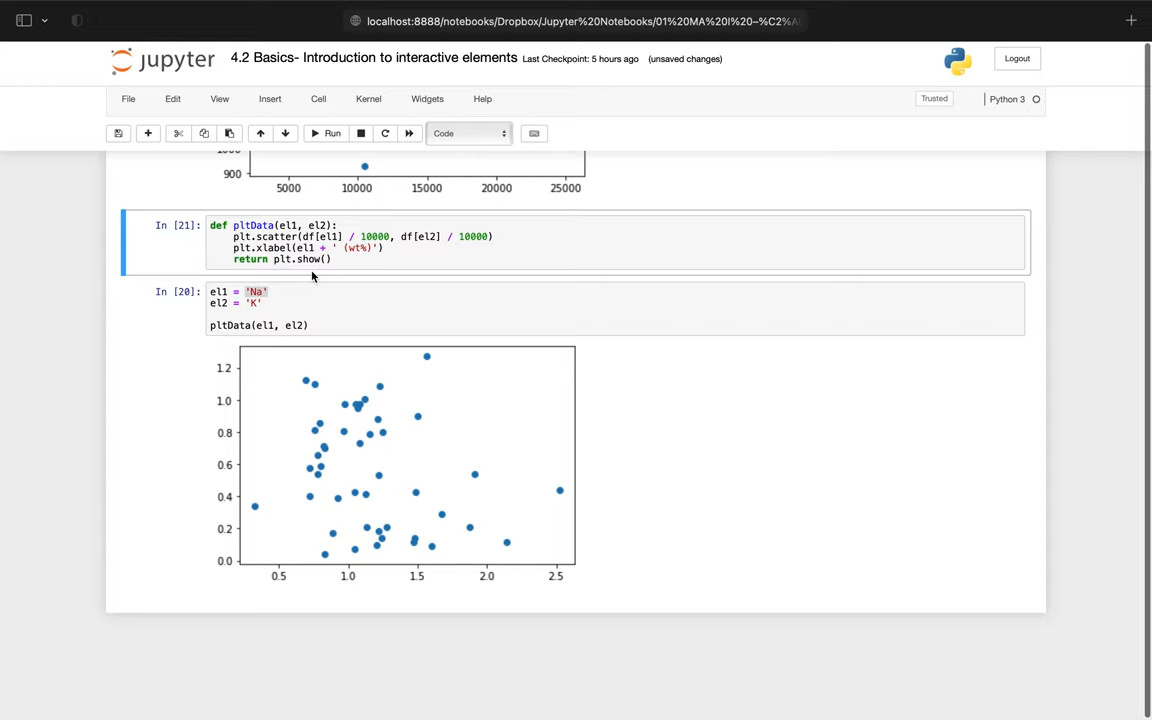 localhost:8888/notebooks/Dropbox/Jupyter%20Notebooks/01%20MA%20I%20–%C2%A
jupyter 4.2 Basics- Introduction to interactive elements Last Checkpoint: 5 hours ago (unsaved changes) Logout
File Edit View Insert Cell Kernel Widgets Help Trusted Python 3
Run Code
900
5000 10000 15000 20000 25000
In [21]: def pltData(el1, el2):
plt.scatter(df[el1] / 10000, df[el2] / 10000)
plt.xlabel(el1 + ' (wt%)')
return plt.show()
In [20]: el1 = 'Na'
el2 = 'K'
pltData(el1, el2)
1.2
1.0
0.8
0.6
0.4
0.2
0.0
0.5 1.0 1.5 2.0 2.5